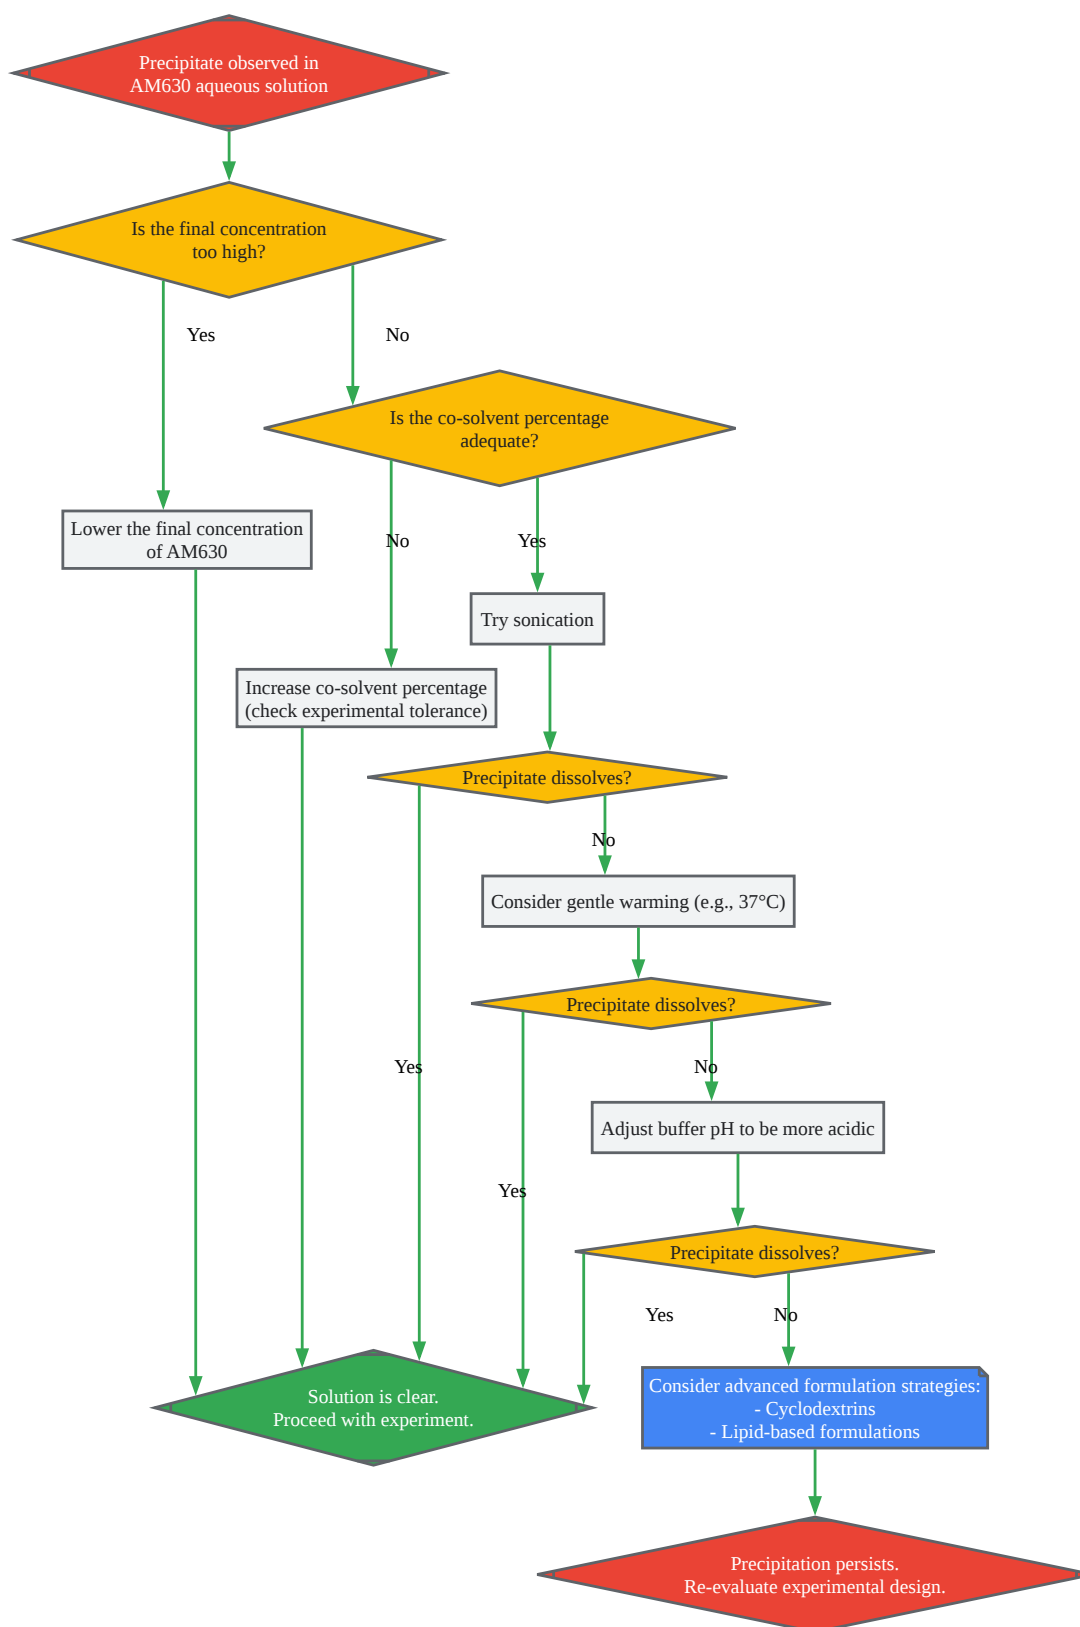 Precipitate observed in
AM630 aqueous solution
Is the final concentration
too high?
Yes
No
Is the co-solvent percentage
adequate?
Lower the final concentration
of AM630
No
Yes
Try sonication
Increase co-solvent percentage
(check experimental tolerance)
Precipitate dissolves?
No
Consider gentle warming (e.g., 37°C)
Precipitate dissolves?
Yes
No
Adjust buffer pH to be more acidic
Yes
Precipitate dissolves?
Yes
No
Solution is clear.
Proceed with experiment.
Consider advanced formulation strategies:
- Cyclodextrins
- Lipid-based formulations
Precipitation persists.
Re-evaluate experimental design.